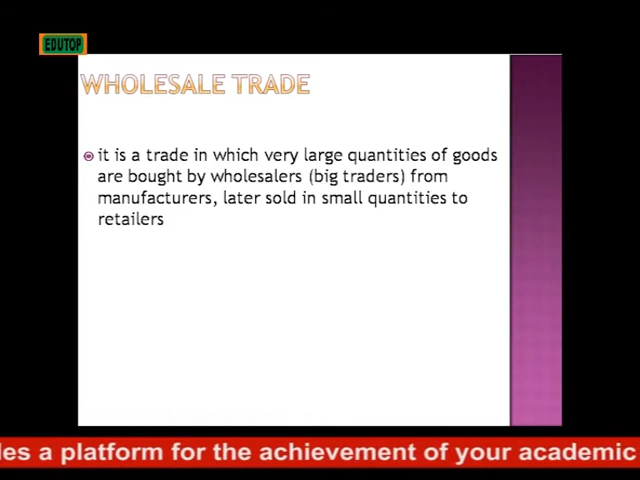 EDUTOP
WHOLESALE TRADE
it is a trade in which very large quantities of goods
are bought by wholesalers (big traders) from
manufacturers, later sold in small quantities to
retailers
a platform for the achievement of your academic